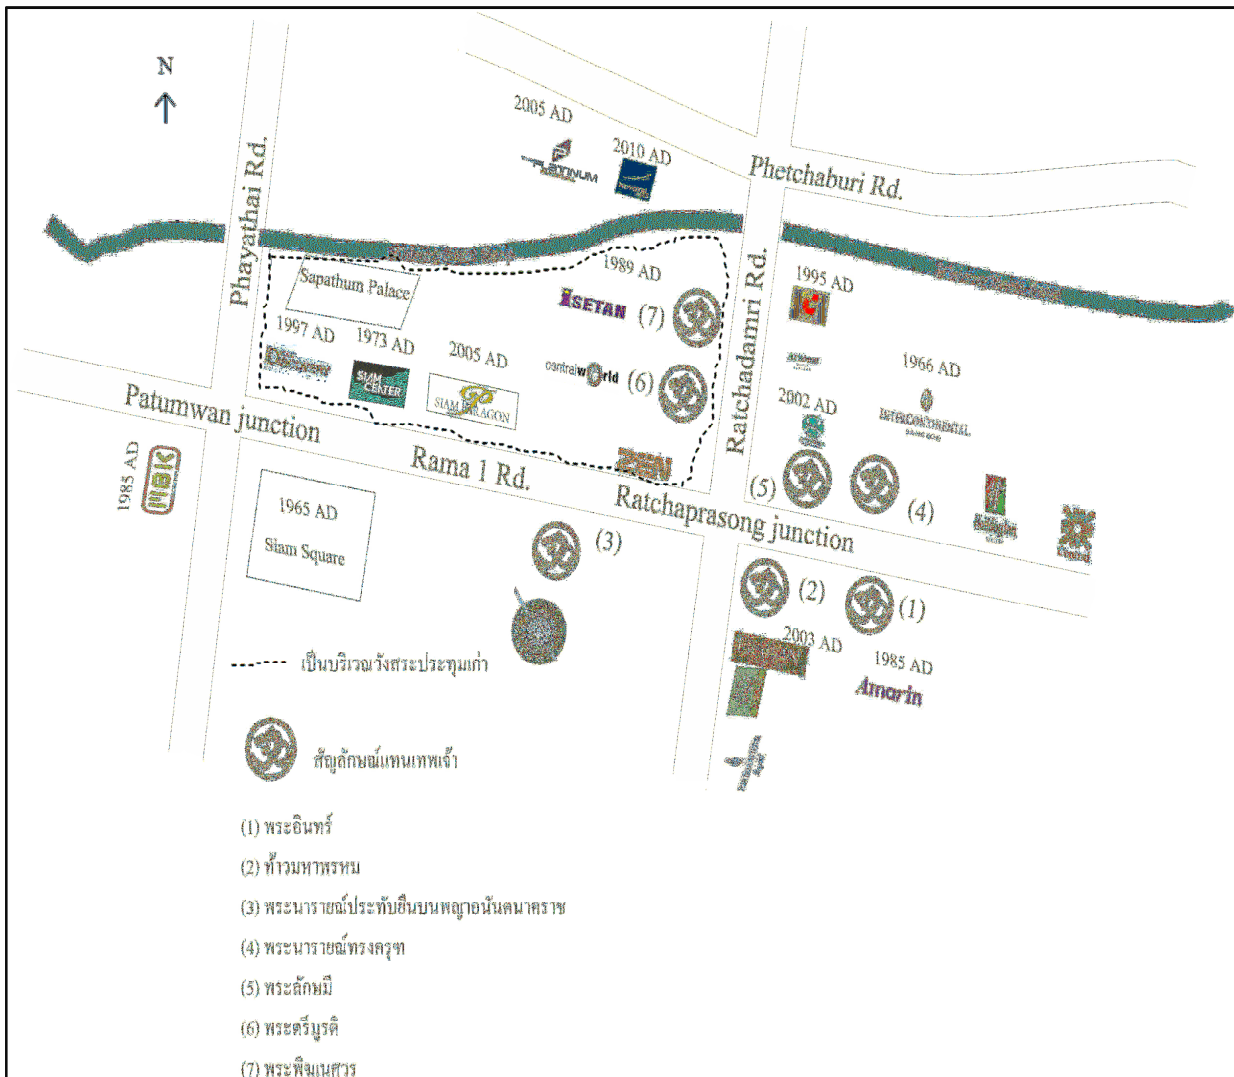 N
2005 AD
PLATINUM
2010 AD
Phetchaburi Rd.
Phayathai Rd.
Ratchadamri Rd.
Sapathum Palace
1989 AD
ISETAN
(7)
1995 AD
1997 AD
1973 AD
SIAM CENTER
2005 AD
SIAM PARAGON
centralwOrld
(6)
1966 AD
INTERCONTINENTAL
2002 AD
ZEN
Patumwan junction
Rama 1 Rd.
Ratchaprasong junction
(5)
(4)
1985 AD
MBK
1965 AD
Siam Square
(3)
(2)
(1)
2003 AD
1985 AD
Amarin
เป็นบริเวณวังสระประทุมเก่า
สัญลักษณ์แทนเทพเจ้า
(1) พระอินทร์
(2) ท้าวมหาพรหม
(3) พระนารายณ์ประทับยืนบนพญาอนันตนาคราช
(4) พระนารายณ์ทรงครุฑ
(5) พระลักษมี
(6) พระตรีมูรติ
(7) พระพิฆเนศวร